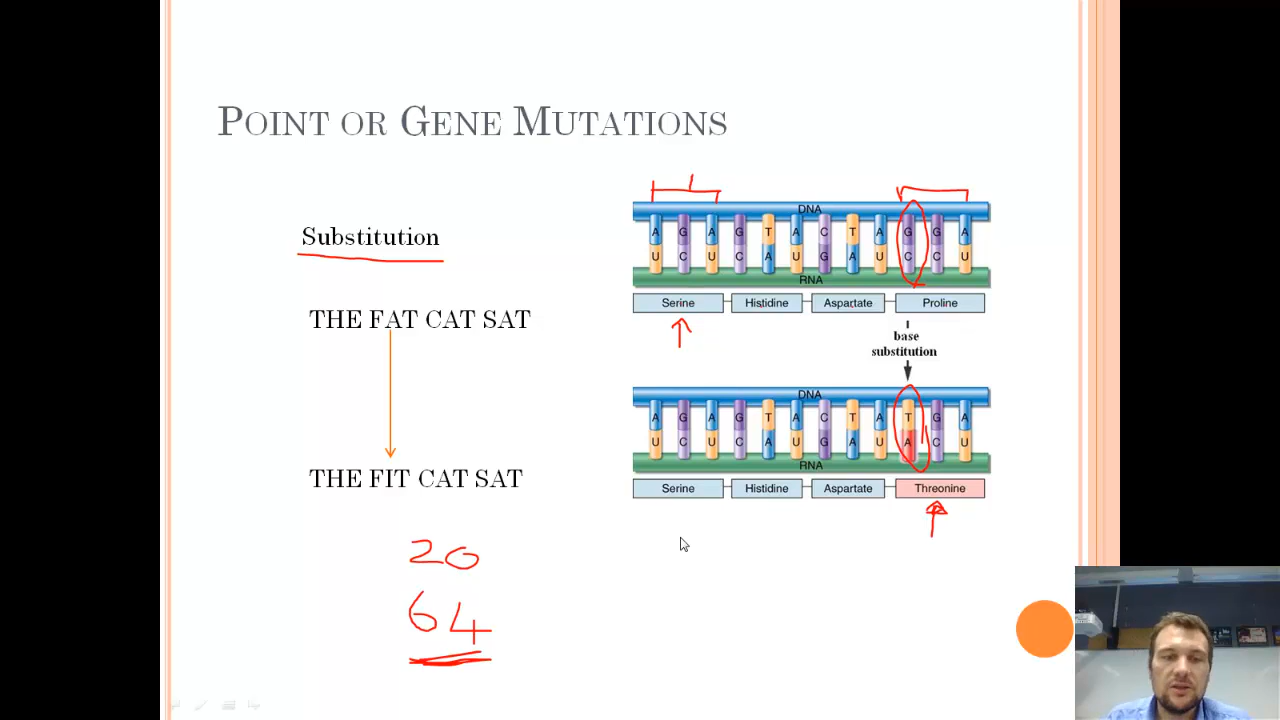 POINT OR GENE MUTATIONS
Substitution
THE FAT CAT SAT
THE FIT CAT SAT
20
64
DNA
A G A G T A C T A G G A
U C U C A U G A U C C U
RNA
Serine Histidine Aspartate Proline
base
substitution
DNA
A G A G T A C T A T G A
U C U C A U G A U A C U
RNA
Serine Histidine Aspartate Threonine